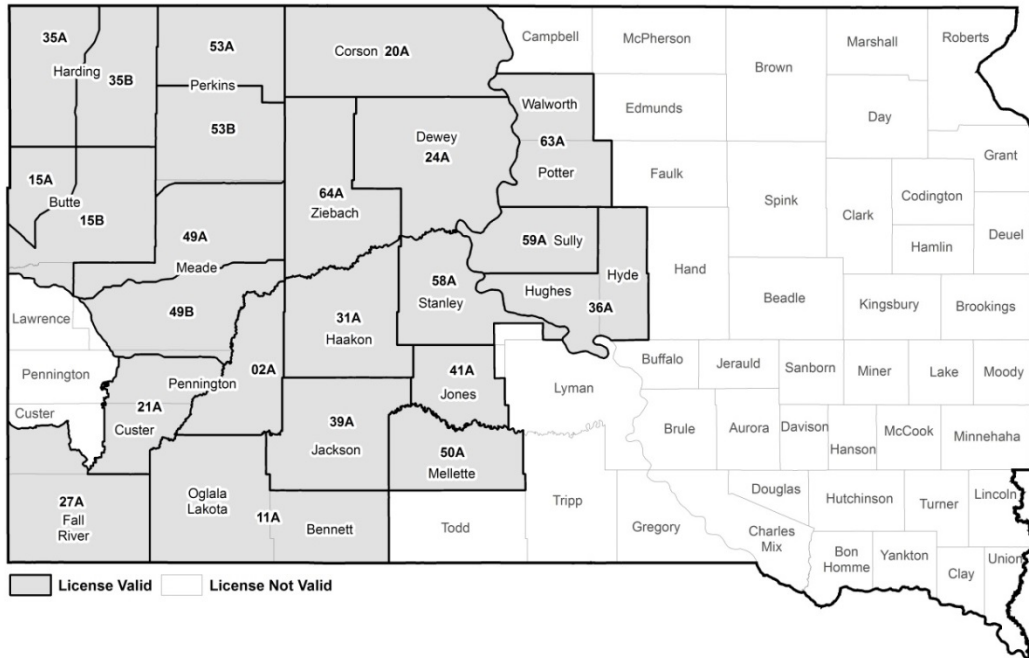 35A
Harding
35B
53A
Perkins
53B
Corson 20A
Campbell
McPherson
Brown
Marshall
Roberts
Walworth
63A
Potter
Edmunds
Day
Grant
Dewey
24A
15A
Butte
15B
64A
Ziebach
Faulk
Spink
Clark
Codington
Hamlin
Deuel
49A
Meade
49B
59A Sully
Hyde
Hand
58A
Stanley
Hughes
36A
Beadle
Kingsbury
Brookings
Lawrence
31A
Haakon
Pennington
Pennington
02A
41A
Jones
Lyman
Buffalo
Jerauld
Sanborn
Miner
Lake
Moody
Custer
21A
Custer
39A
Jackson
50A
Mellette
Brule
Aurora
Davison
Hanson
McCook
Minnehaha
27A
Fall
River
Oglala
Lakota
11A
Bennett
Todd
Tripp
Gregory
Douglas
Charles
Mix
Hutchinson
Turner
Lincoln
Bon
Homme
Yankton
Clay
Union
License Valid
License Not Valid